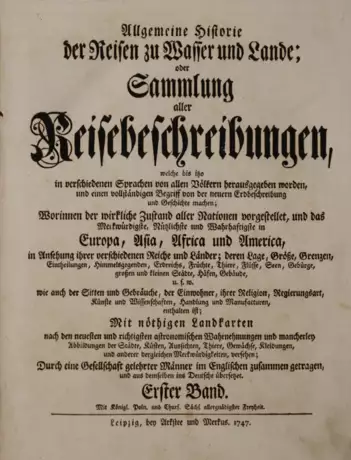 Allgemeine Historie
der Reisen zu Wasser und Lande;
oder
Sammlung
aller
Reisebeschreibungen,
welche bis itzo
in verschiedenen Sprachen von allen Völkern herausgegeben worden,
und einen vollständigen Begriff von der neuern Erdbeschreibung
und Geschichte machen;
Worinnen der wirkliche Zustand aller Nationen vorgestellet, und das
Merkwürdigste, Nützlichste und Wahrhaftigste in
Europa, Asia, Africa und America,
in Ansehung ihrer verschiedenen Reiche und Länder; deren Lage, Größe, Grenzen,
Eintheilungen, Himmelsgegenden, Erdreichs, Früchte, Thiere, Flüsse, Seen, Gebürge,
großen und kleinen Städte, Häfen, Gebäude,
u. s. w.
wie auch der Sitten und Gebräuche, der Einwohner, ihrer Religion, Regierungsart,
Künste und Wissenschaften, Handlung und Manufacturen,
enthalten ist;
Mit nöthigen Landkarten
nach den neuesten und richtigsten astronomischen Wahrnehmungen und mancherley
Abbildungen der Städte, Küsten, Aussichten, Thiere, Gewächse, Kleidungen,
und anderer dergleichen Merkwürdigkeiten, versehen;
Durch eine Gesellschaft gelehrter Männer im Englischen zusammen getragen,
und aus demselben ins Deutsche übersetzet.
Erster Band.
Mit Königl. Poln. und Churf. Sächs. allergnädigster Freyheit.
Leipzig, bey Arkstee und Merkus. 1747.